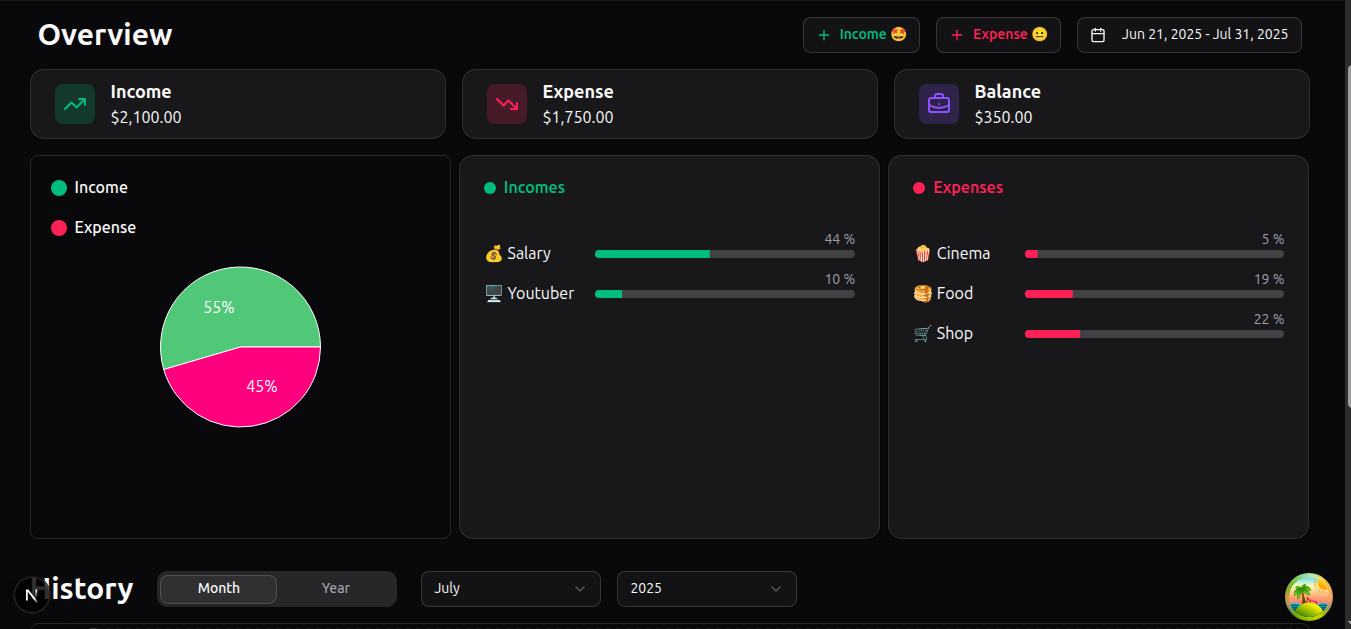 Overview
+ Income 🤩
+ Expense 😐
Jun 21, 2025 - Jul 31, 2025
Income
$2,100.00
Expense
$1,750.00
Balance
$350.00
Income
Expense
55%
45%
Incomes
44 %
💰 Salary
10 %
🖥️ Youtuber
Expenses
5 %
🍿 Cinema
19 %
🥞 Food
22 %
🛒 Shop
N
History
Month
Year
July
2025